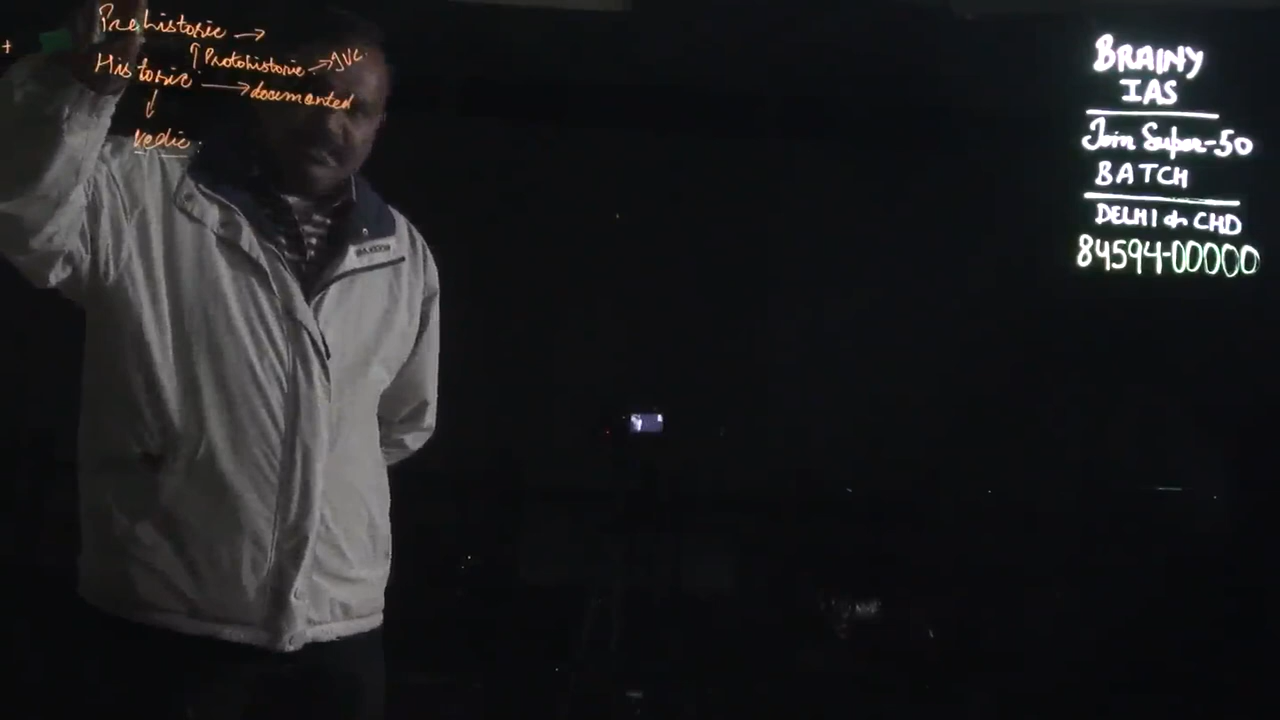 Prehistoric →
↑ Protohistoric → IVC.
Historic → documented
↓
Vedic.
BRAINY
IAS
Join Super-50
BATCH
DELHI & CHD
84594-00000